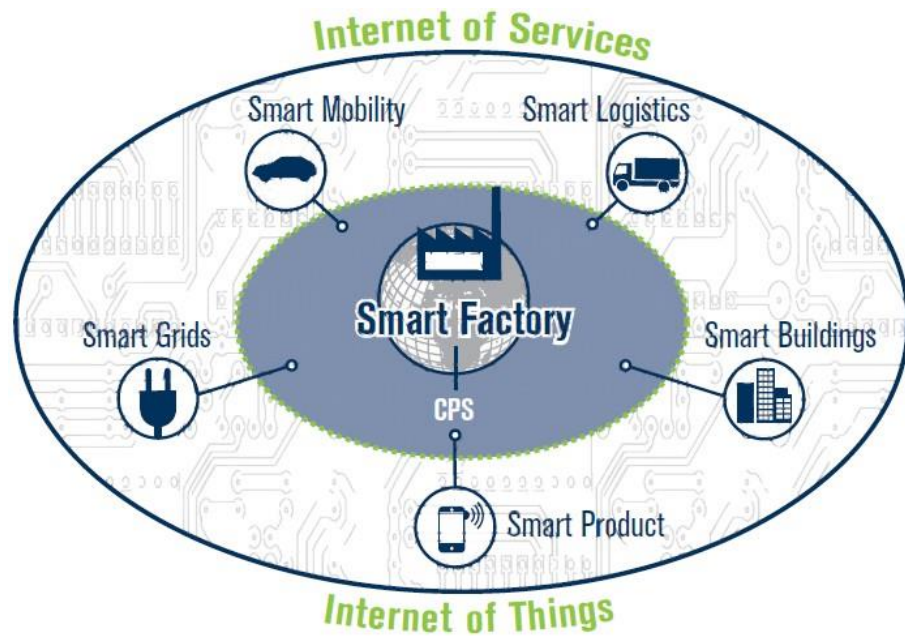 Internet of Services
Smart Mobility
Smart Logistics
Smart Factory
Smart Grids
Smart Buildings
CPS
Smart Product
Internet of Things